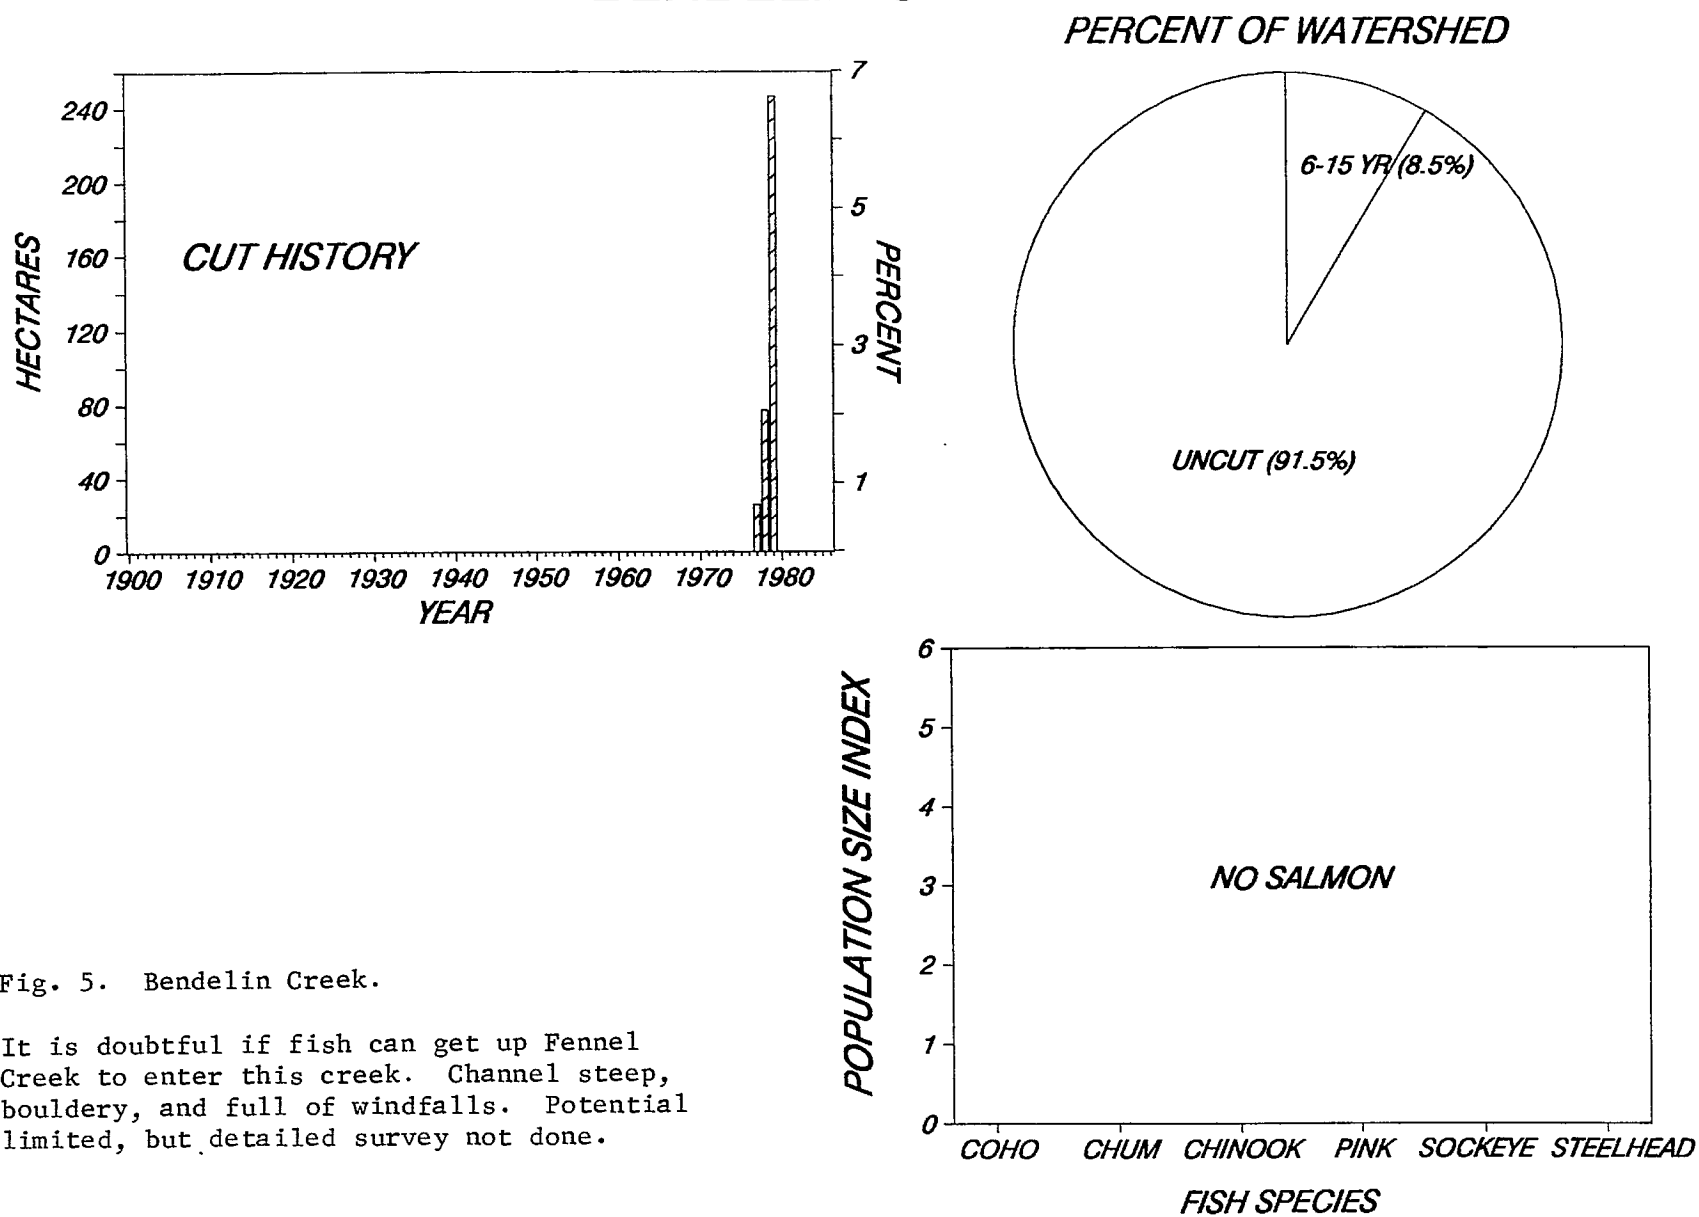 PERCENT OF WATERSHED
6-15 YR (8.5%)
UNCUT (91.5%)
CUT HISTORY
HECTARES
240
200
160
120
80
40
0
7
5
3
1
PERCENT
1900 1910 1920 1930 1940 1950 1960 1970 1980
YEAR
POPULATION SIZE INDEX
6
5
4
3
2
1
0
NO SALMON
COHO CHUM CHINOOK PINK SOCKEYE STEELHEAD
FISH SPECIES
Fig. 5. Bendelin Creek.
It is doubtful if fish can get up Fennel
Creek to enter this creek. Channel steep,
bouldery, and full of windfalls. Potential
limited, but detailed survey not done.